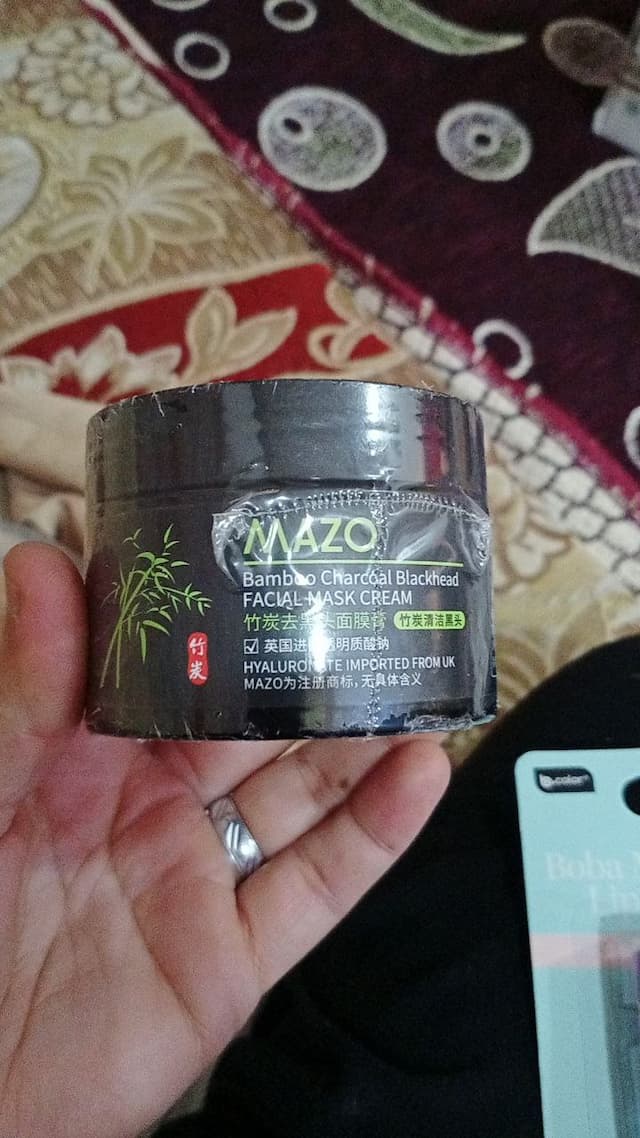 MAZO
Bamboo Charcoal Blackhead
FACIAL MASK CREAM
竹炭去黑头面膜膏 竹炭清洁黑头
竹炭
英国进口透明质酸钠
HYALURONATE IMPORTED FROM UK
MAZO为注册商标，无具体含义
color
Boba